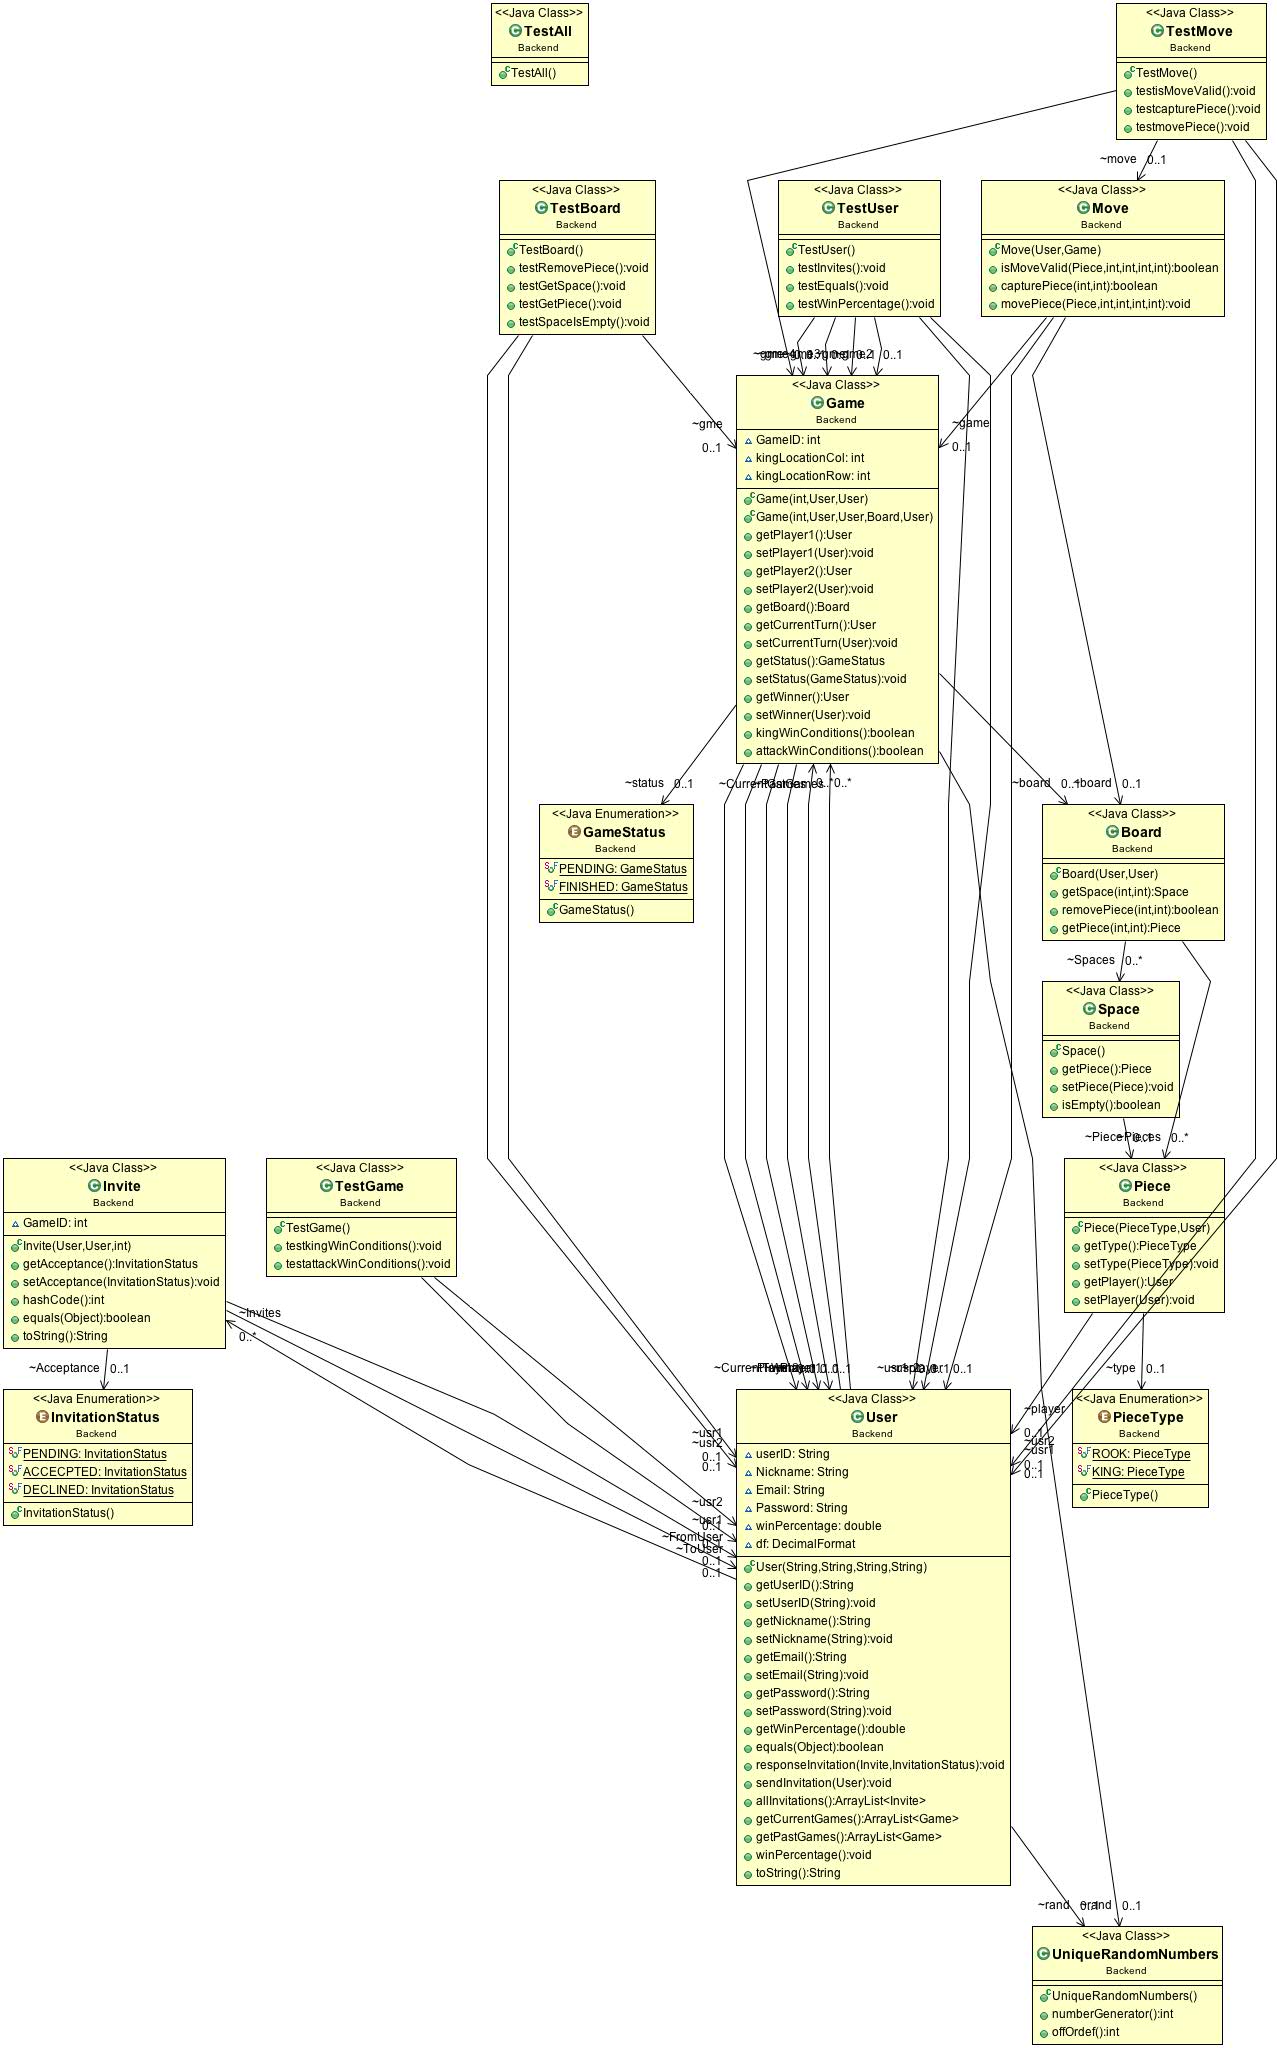 <<Java Class>>
TestAll
Backend
TestAll()
<<Java Class>>
TestMove
Backend
TestMove()
testisMoveValid():void
testcapturePiece():void
testmovePiece():void
~move 0..1
<<Java Class>>
TestBoard
Backend
TestBoard()
testRemovePiece():void
testGetSpace():void
testGetPiece():void
testSpaceIsEmpty():void
<<Java Class>>
TestUser
Backend
TestUser()
testInvites():void
testEquals():void
testWinPercentage():void
<<Java Class>>
Move
Backend
Move(User,Game)
isMoveValid(Piece,int,int,int,int):boolean
capturePiece(int,int):boolean
movePiece(Piece,int,int,int,int):void
0..1
~gme
0..1
~game
0..1
<<Java Class>>
Game
Backend
GameID: int
kingLocationCol: int
kingLocationRow: int
Game(int,User,User)
Game(int,User,User,Board,User)
getPlayer1():User
setPlayer1(User):void
getPlayer2():User
setPlayer2(User):void
getBoard():Board
getCurrentTurn():User
setCurrentTurn(User):void
getStatus():GameStatus
setStatus(GameStatus):void
getWinner():User
setWinner(User):void
kingWinConditions():boolean
attackWinConditions():boolean
~status 0..1
0..*
~board
~board 0..1
<<Java Enumeration>>
GameStatus
Backend
PENDING: GameStatus
FINISHED: GameStatus
GameStatus()
<<Java Class>>
Board
Backend
Board(User,User)
getSpace(int,int):Space
removePiece(int,int):boolean
getPiece(int,int):Piece
~Spaces 0..*
<<Java Class>>
Space
Backend
Space()
getPiece():Piece
setPiece(Piece):void
isEmpty():boolean
~Piece
0..*
<<Java Class>>
Invite
Backend
GameID: int
Invite(User,User,int)
getAcceptance():InvitationStatus
setAcceptance(InvitationStatus):void
hashCode():int
equals(Object):boolean
toString():String
~Invites
0..*
~Acceptance 0..1
<<Java Enumeration>>
InvitationStatus
Backend
PENDING: InvitationStatus
ACCECPTED: InvitationStatus
DECLINED: InvitationStatus
InvitationStatus()
<<Java Class>>
TestGame
Backend
TestGame()
testkingWinConditions():void
testattackWinConditions():void
<<Java Class>>
Piece
Backend
Piece(PieceType,User)
getType():PieceType
setType(PieceType):void
getPlayer():User
setPlayer(User):void
~type 0..1
~player
0..1
~usr2
~usr1
0..1
0..1
<<Java Enumeration>>
PieceType
Backend
ROOK: PieceType
KING: PieceType
PieceType()
0..1
0..1
~usr1
~usr2
0..1
0..1
~usr2
~usr1
~FromUser
~ToUser
0..1
0..1
<<Java Class>>
User
Backend
userID: String
Nickname: String
Email: String
Password: String
winPercentage: double
df: DecimalFormat
User(String,String,String,String)
getUserID():String
setUserID(String):void
getNickname():String
setNickname(String):void
getEmail():String
setEmail(String):void
getPassword():String
setPassword(String):void
getWinPercentage():double
equals(Object):boolean
responseInvitation(Invite,InvitationStatus):void
sendInvitation(User):void
allInvitations():ArrayList<Invite>
getCurrentGames():ArrayList<Game>
getPastGames():ArrayList<Game>
winPercentage():void
toString():String
~rand 0..1
~rand 0..1
<<Java Class>>
UniqueRandomNumbers
Backend
UniqueRandomNumbers()
numberGenerator():int
offOrdef():int